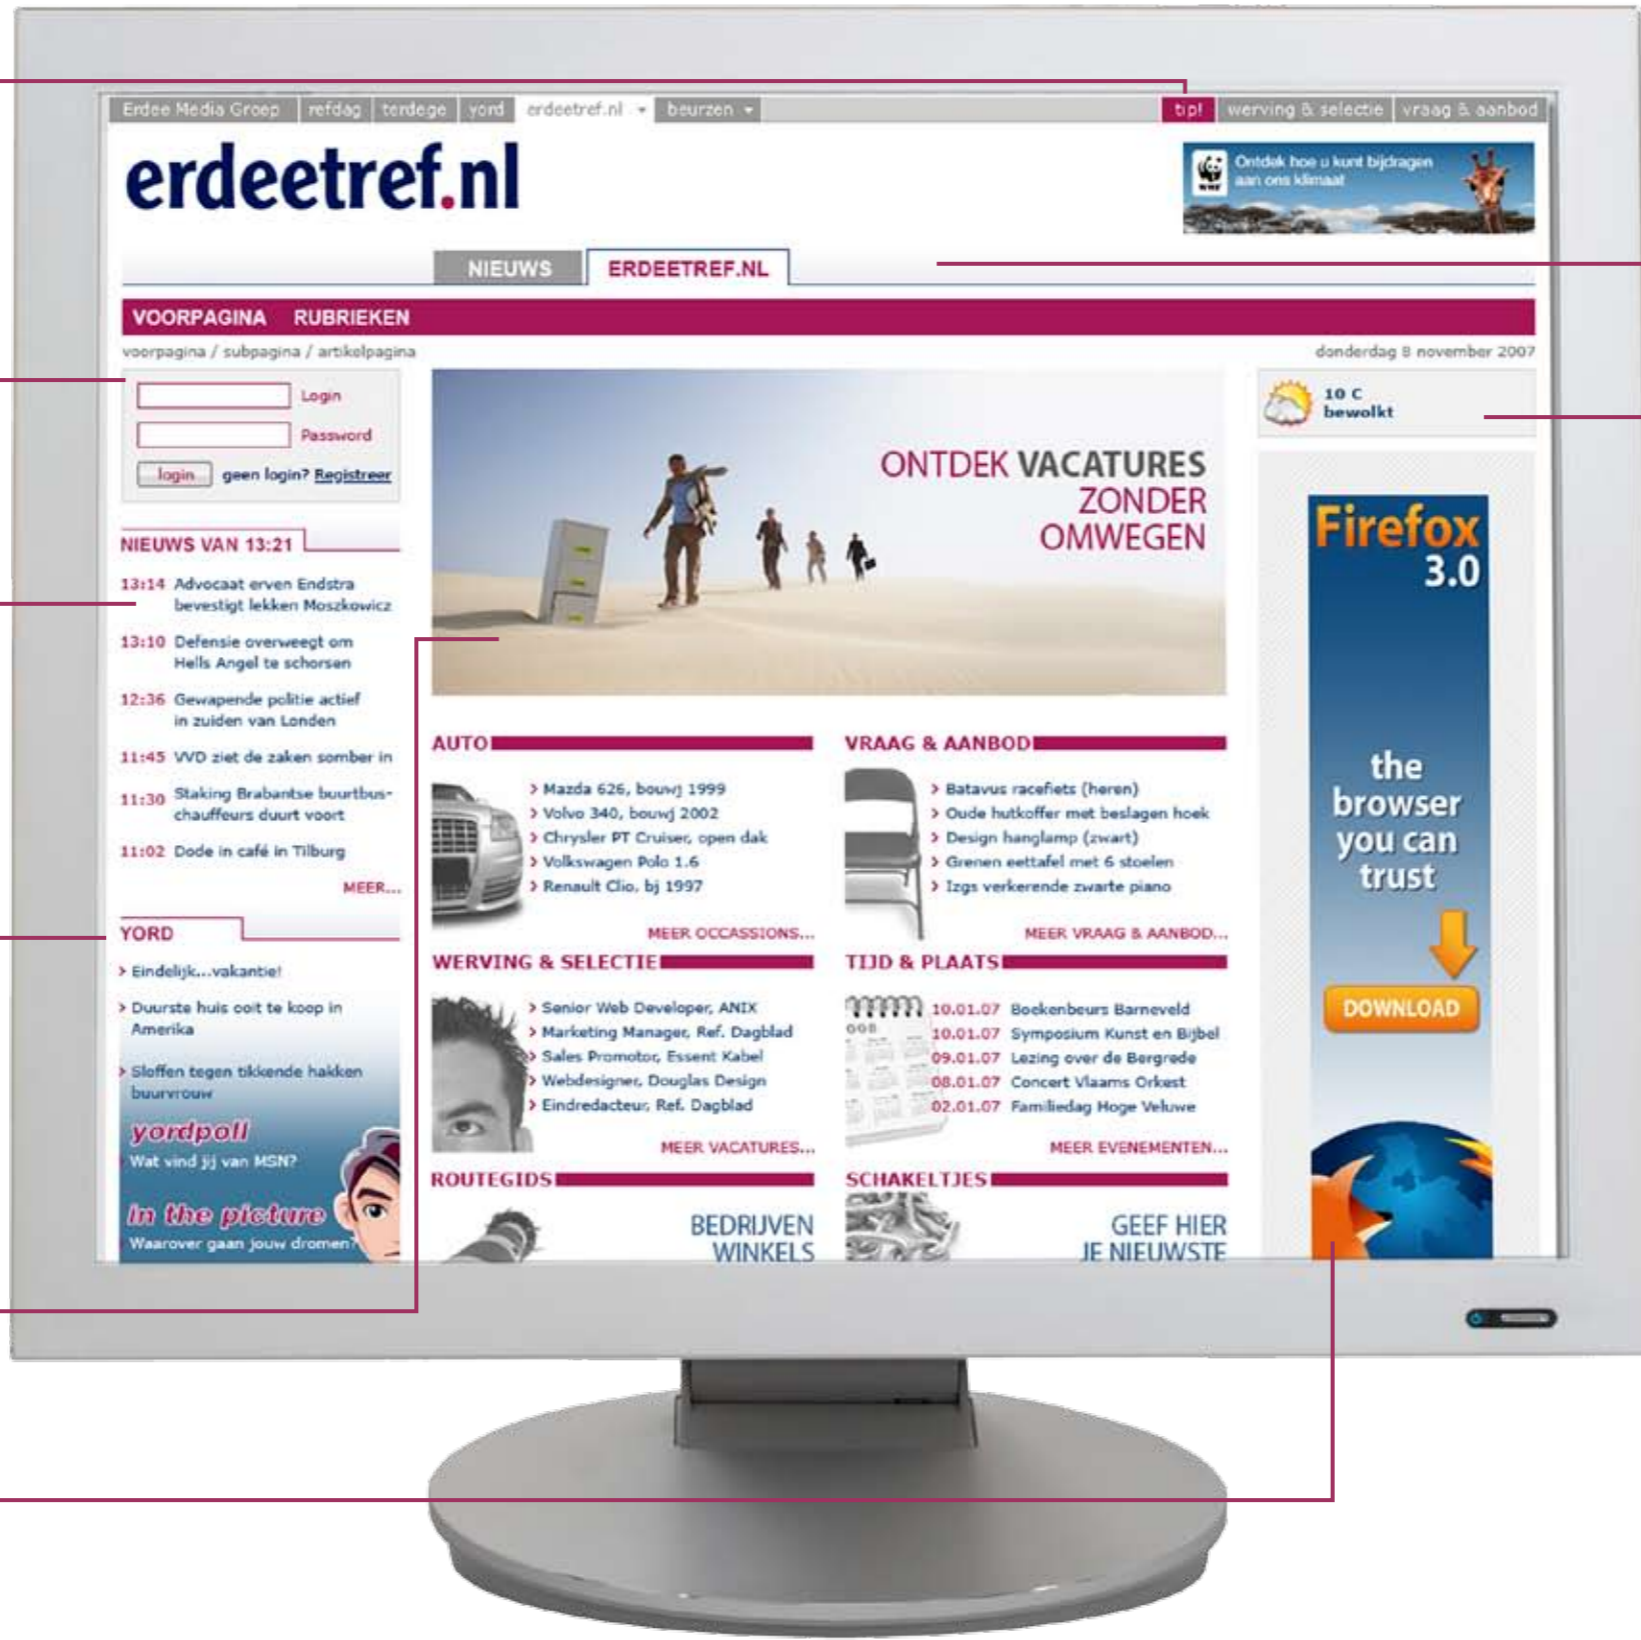 Erdee Media Groep refdag terdege yord erdeetref.nl beurzen tip! werving & selectie vraag & aanbod
erdeetref.nl
WWF
Ontdek hoe u kunt bijdragen
aan ons klimaat
NIEUWS ERDEETREF.NL
VOORPAGINA RUBRIEKEN
voorpagina / subpagina / artikelpagina
donderdag 8 november 2007
Login
Password
login geen login? Registreer
NIEUWS VAN 13:21
13:14 Advocaat erven Endstra
bevestigt lekken Moszkowicz
13:10 Defensie overweegt om
Hells Angel te schorsen
12:36 Gewapende politie actief
in zuiden van Londen
11:45 VVD ziet de zaken somber in
11:30 Staking Brabantse buurtbus-
chauffeurs duurt voort
11:02 Dode in café in Tilburg
MEER...
YORD
> Eindelijk...vakantie!
> Duurste huis ooit te koop in
Amerika
> Sloffen tegen tikkende hakken
buurvrouw
yordpoll
Wat vind jij van MSN?
in the picture
Waarover gaan jouw dromen?
ONTDEK VACATURES
ZONDER
OMWEGEN
AUTO
> Mazda 626, bouwj 1999
> Volvo 340, bouwj 2002
> Chrysler PT Cruiser, open dak
> Volkswagen Polo 1.6
> Renault Clio, bj 1997
MEER OCCASSIONS...
VRAAG & AANBOD
> Batavus racefiets (heren)
> Oude hutkoffer met beslagen hoek
> Design hanglamp (zwart)
> Grenen eettafel met 6 stoelen
> Izgs verkerende zwarte piano
MEER VRAAG & AANBOD...
WERVING & SELECTIE
> Senior Web Developer, ANIX
> Marketing Manager, Ref. Dagblad
> Sales Promotor, Essent Kabel
> Webdesigner, Douglas Design
> Eindredacteur, Ref. Dagblad
MEER VACATURES...
TIJD & PLAATS
10.01.07 Boekenbeurs Barneveld
10.01.07 Symposium Kunst en Bijbel
09.01.07 Lezing over de Bergrede
08.01.07 Concert Vlaams Orkest
02.01.07 Familiedag Hoge Veluwe
MEER EVENEMENTEN...
ROUTEGIDS
BEDRIJVEN
WINKELS
SCHAKELTJES
GEEF HIER
JE NIEUWSTE
10 C
bewolkt
Firefox
3.0
the
browser
you can
trust
DOWNLOAD